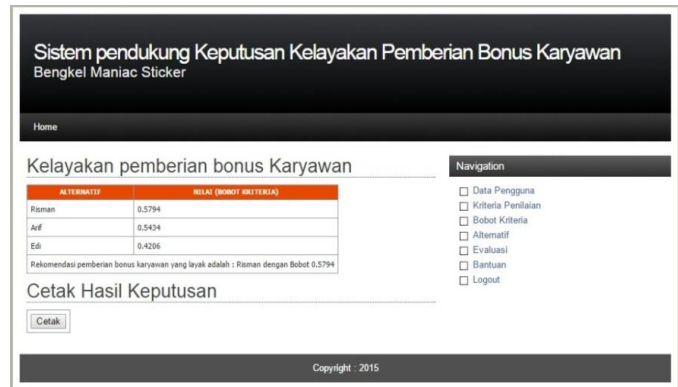 Sistem pendukung Keputusan Kelayakan Pemberian Bonus Karyawan
Bengkel Maniac Sticker
Home
Kelayakan pemberian bonus Karyawan
ALTERNATIF NILAI (BOBOT KRITERIA)
Risman 0.5794
Arif 0.5434
Edi 0.4206
Rekomendasi pemberian bonus karyawan yang layak adalah : Risman dengan Bobot 0.5794
Cetak Hasil Keputusan
Cetak
Navigation
Data Pengguna
Kriteria Penilaian
Bobot Kriteria
Alternatif
Evaluasi
Bantuan
Logout
Copyright : 2015